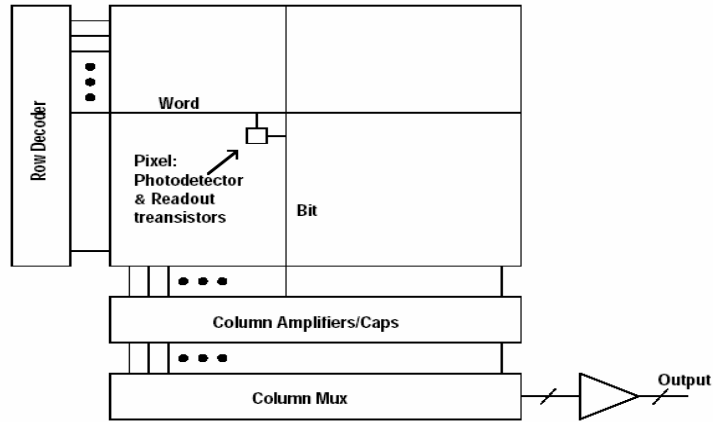 Row Decoder
Word
Pixel:
Photodetector
& Readout
treansistors
Bit
Column Amplifiers/Caps
Column Mux
Output